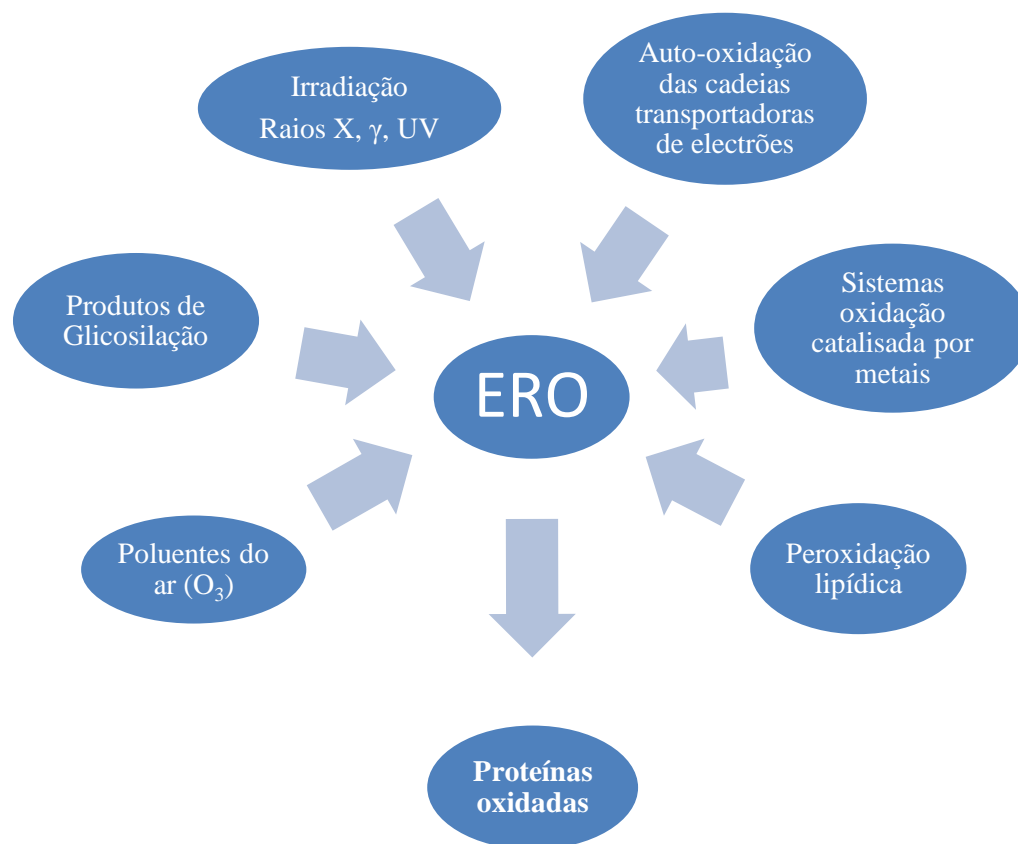 Irradiação
Raios X, γ, UV
Auto-oxidação
das cadeias
transportadoras
de electrões
Produtos de
Glicosilação
Sistemas
oxidação
catalisada por
metais
ERO
Poluentes do
ar (O₃)
Peroxidação
lipídica
Proteínas
oxidadas